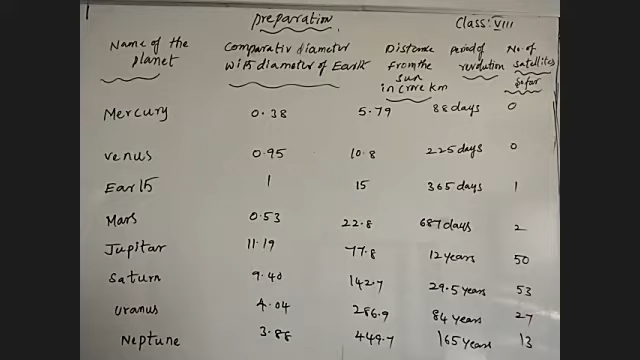 preparation
Class: VIII
Name of the planet
Comparativ diameter with diameter of Earth
Distance from the sun in crore km
period of revolution
No. of satellites so far
Mercury 0.38 5.79 88 days 0
venus 0.95 10.8 225 days 0
Earth 1 15 365 days 1
Mars 0.53 22.8 687 days 2
Jupitar 11.19 77.8 12 years 50
Saturn 9.40 142.7 29.5 years 53
Uranus 4.04 286.9 84 years 27
Neptune 3.88 449.7 165 years 13